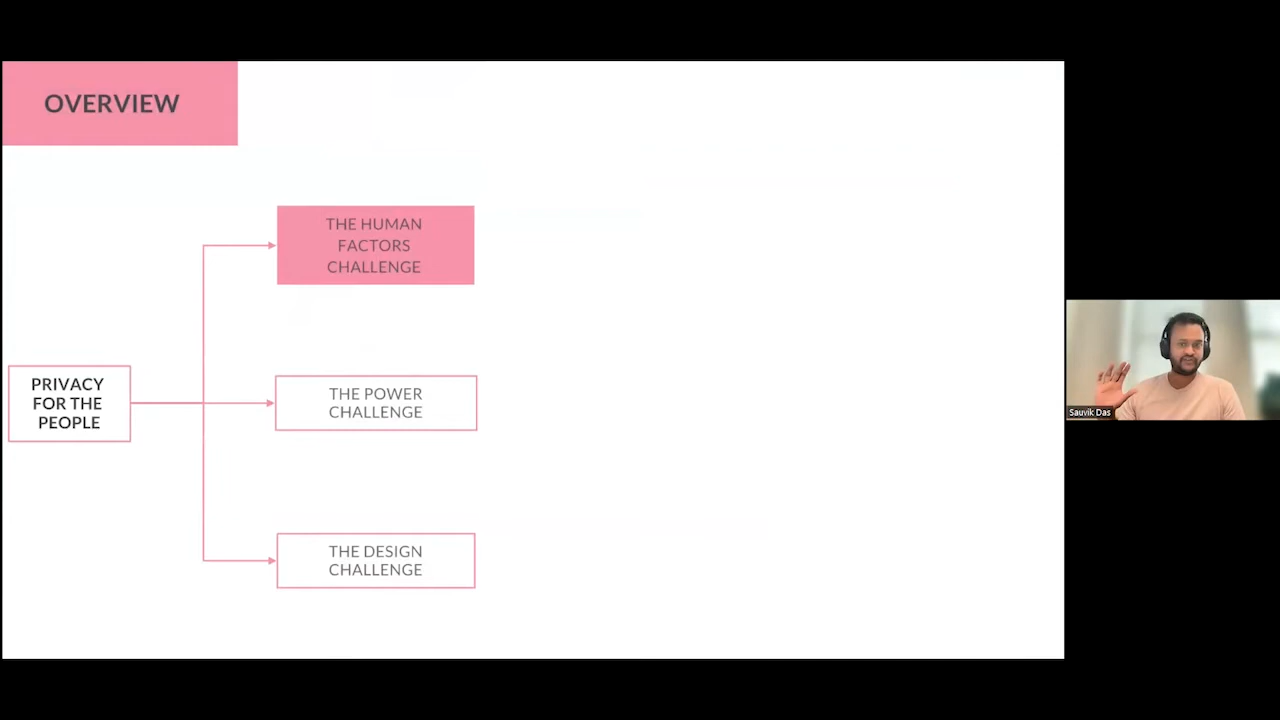 OVERVIEW
THE HUMAN
FACTORS
CHALLENGE
PRIVACY
FOR THE
PEOPLE
THE POWER
CHALLENGE
THE DESIGN
CHALLENGE
Sauvik Das